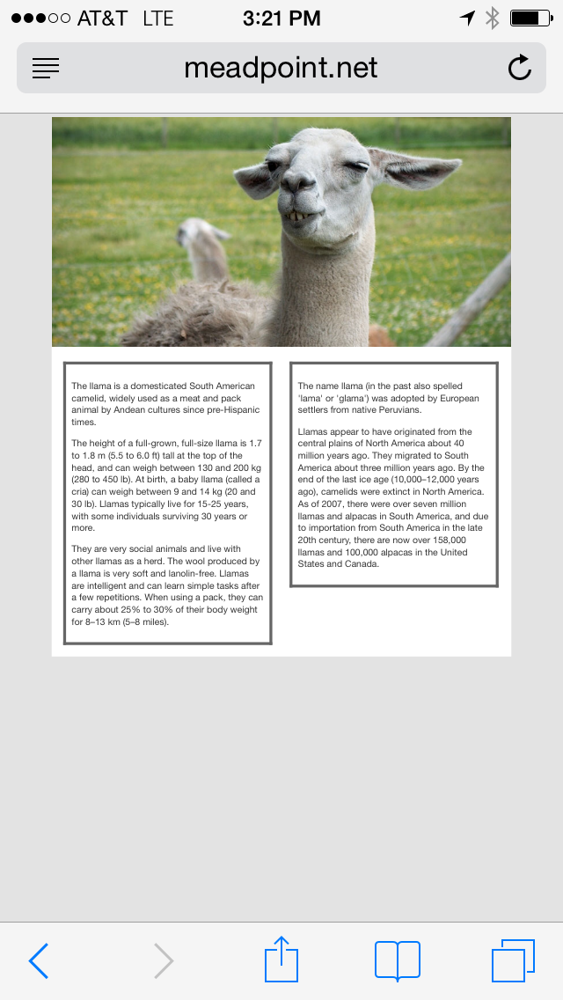 AT&T LTE 3:21 PM
meadpoint.net
The llama is a domesticated South American
camelid, widely used as a meat and pack
animal by Andean cultures since pre-Hispanic
times.
The height of a full-grown, full-size llama is 1.7
to 1.8 m (5.5 to 6.0 ft) tall at the top of the
head, and can weigh between 130 and 200 kg
(280 to 450 lb). At birth, a baby llama (called a
cria) can weigh between 9 and 14 kg (20 and
30 lb). Llamas typically live for 15-25 years,
with some individuals surviving 30 years or
more.
They are very social animals and live with
other llamas as a herd. The wool produced by
a llama is very soft and lanolin-free. Llamas
are intelligent and can learn simple tasks after
a few repetitions. When using a pack, they can
carry about 25% to 30% of their body weight
for 8–13 km (5–8 miles).
The name llama (in the past also spelled
'lama' or 'glama') was adopted by European
settlers from native Peruvians.
Llamas appear to have originated from the
central plains of North America about 40
million years ago. They migrated to South
America about three million years ago. By the
end of the last ice age (10,000–12,000 years
ago), camelids were extinct in North America.
As of 2007, there were over seven million
llamas and alpacas in South America, and due
to importation from South America in the late
20th century, there are now over 158,000
llamas and 100,000 alpacas in the United
States and Canada.